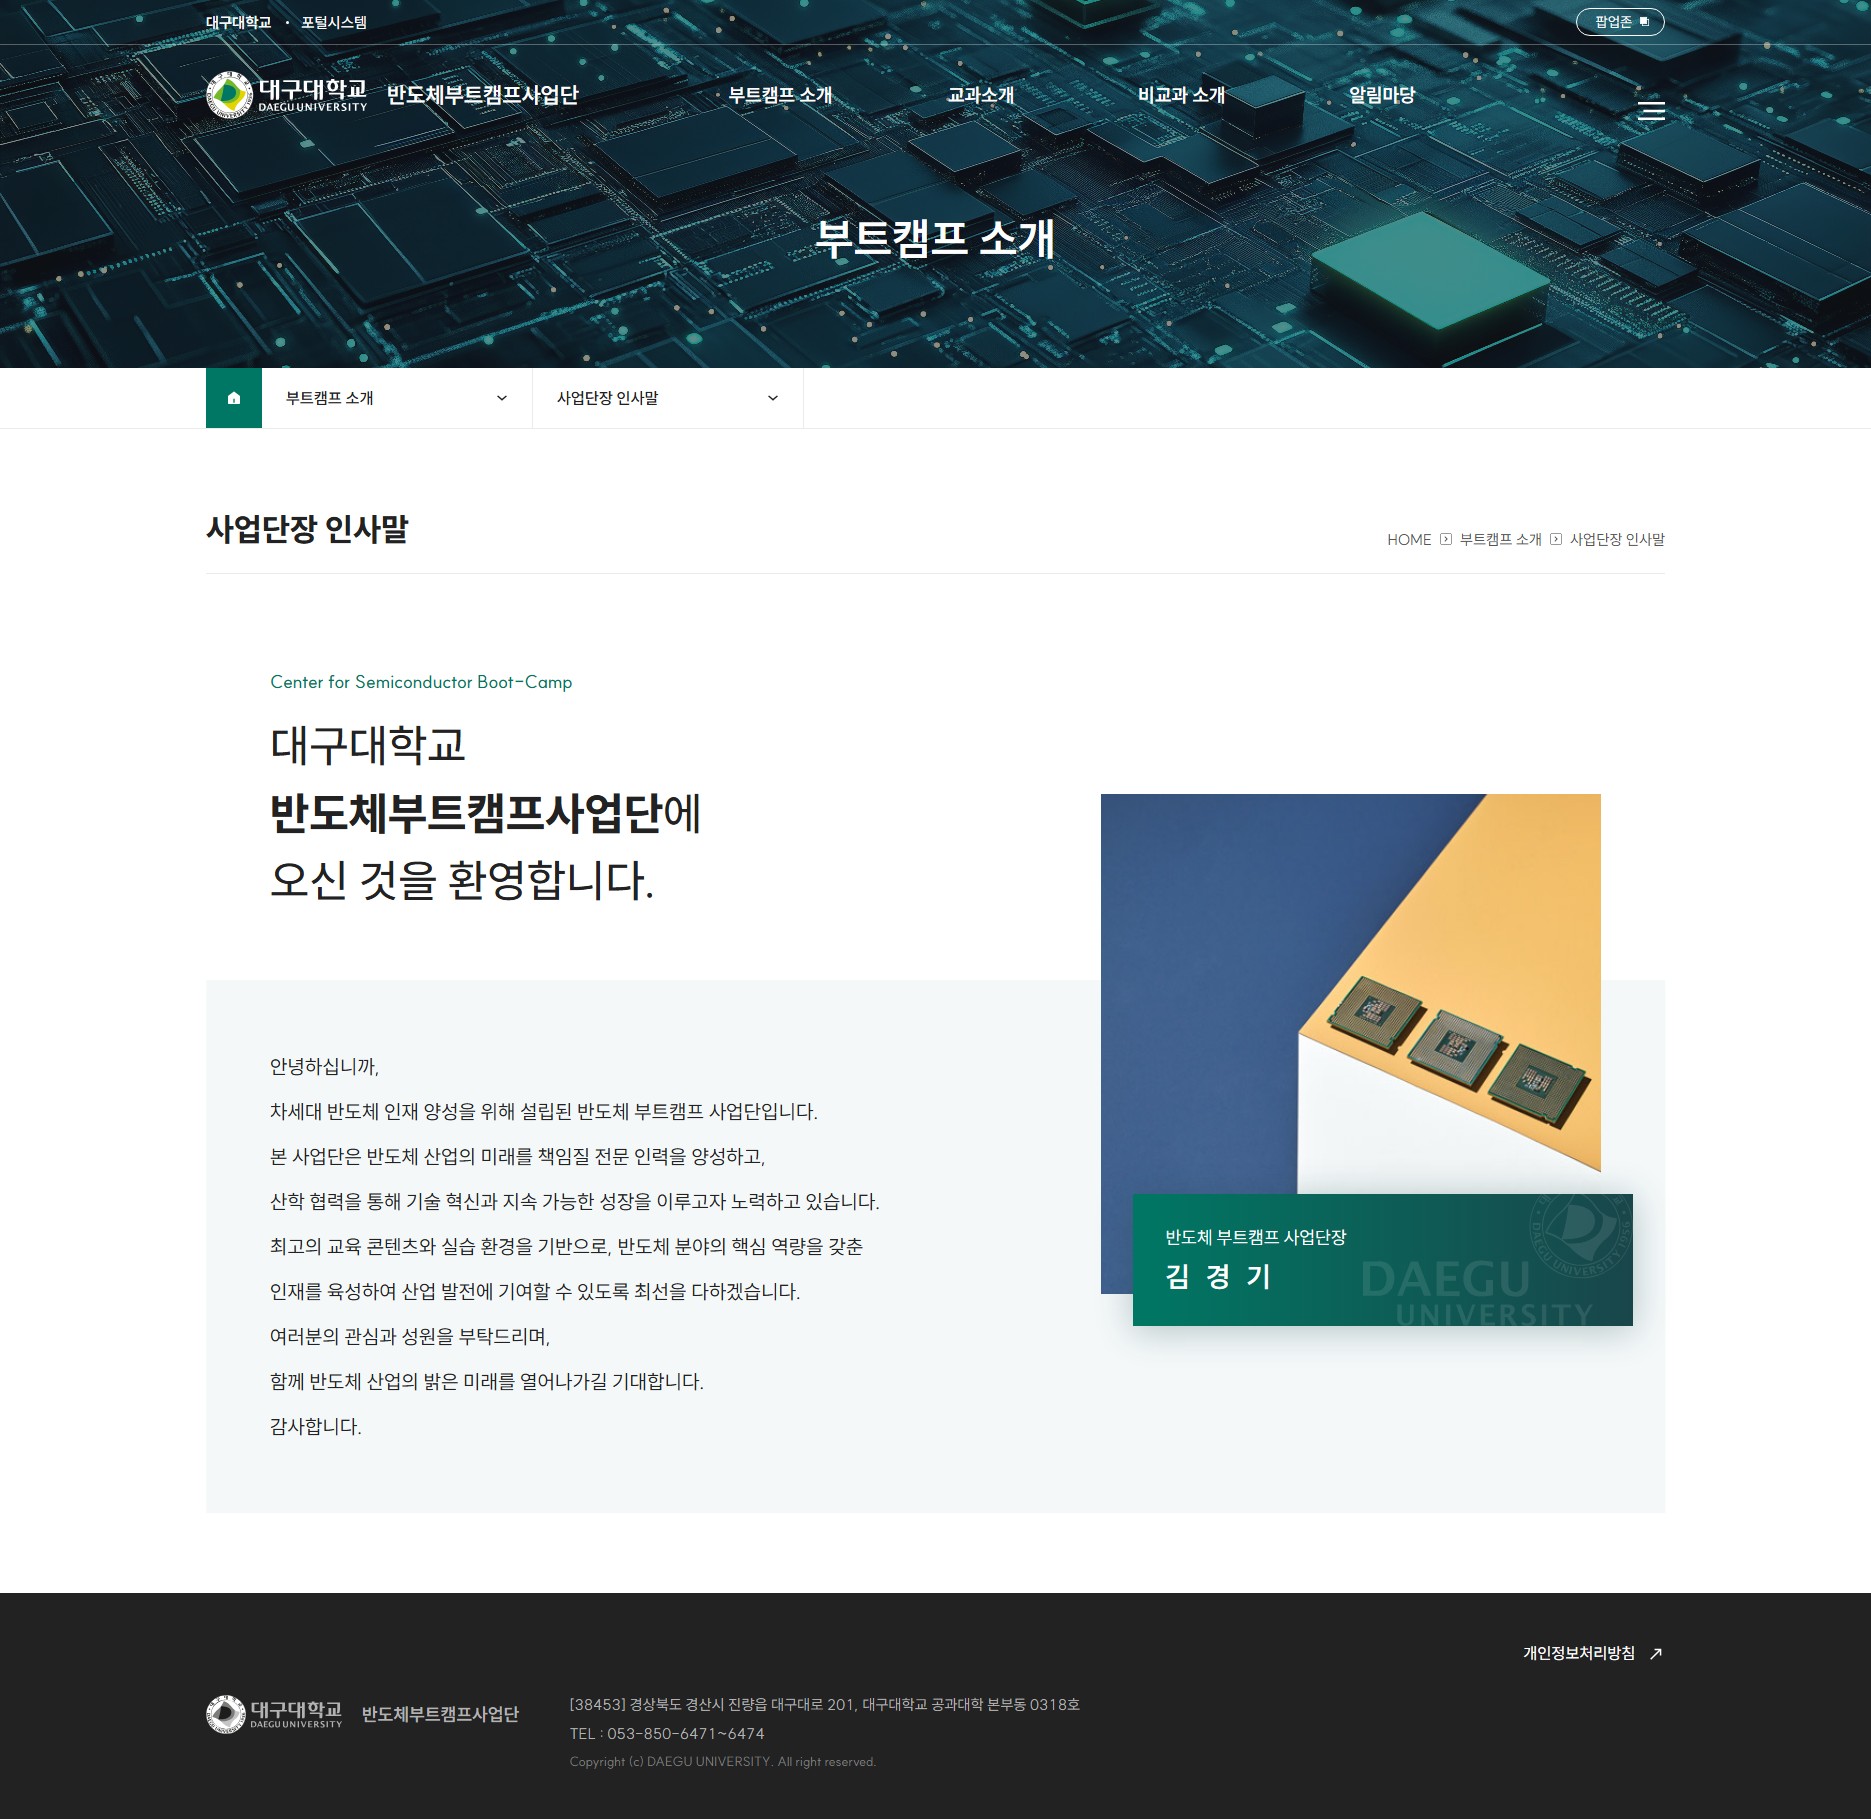 대구대학교 • 포털시스템
팝업존
대구대학교
DAEGU UNIVERSITY
반도체부트캠프사업단
부트캠프 소개
교과소개
비교과 소개
알림마당
부트캠프 소개
부트캠프 소개
사업단장 인사말
사업단장 인사말
HOME 부트캠프 소개 사업단장 인사말
Center for Semiconductor Boot-Camp
대구대학교
반도체부트캠프사업단에
오신 것을 환영합니다.
안녕하십니까,
차세대 반도체 인재 양성을 위해 설립된 반도체 부트캠프 사업단입니다.
본 사업단은 반도체 산업의 미래를 책임질 전문 인력을 양성하고,
산학 협력을 통해 기술 혁신과 지속 가능한 성장을 이루고자 노력하고 있습니다.
최고의 교육 콘텐츠와 실습 환경을 기반으로, 반도체 분야의 핵심 역량을 갖춘
인재를 육성하여 산업 발전에 기여할 수 있도록 최선을 다하겠습니다.
여러분의 관심과 성원을 부탁드리며,
함께 반도체 산업의 밝은 미래를 열어나가길 기대합니다.
감사합니다.
반도체 부트캠프 사업단장
김 경 기
DAEGU
UNIVERSITY
DAEGU UNIVERSITY 1956
개인정보처리방침
대구대학교
DAEGU UNIVERSITY
반도체부트캠프사업단
[38453] 경상북도 경산시 진량읍 대구대로 201, 대구대학교 공과대학 본부동 0318호
TEL : 053-850-6471~6474
Copyright (c) DAEGU UNIVERSITY. All right reserved.